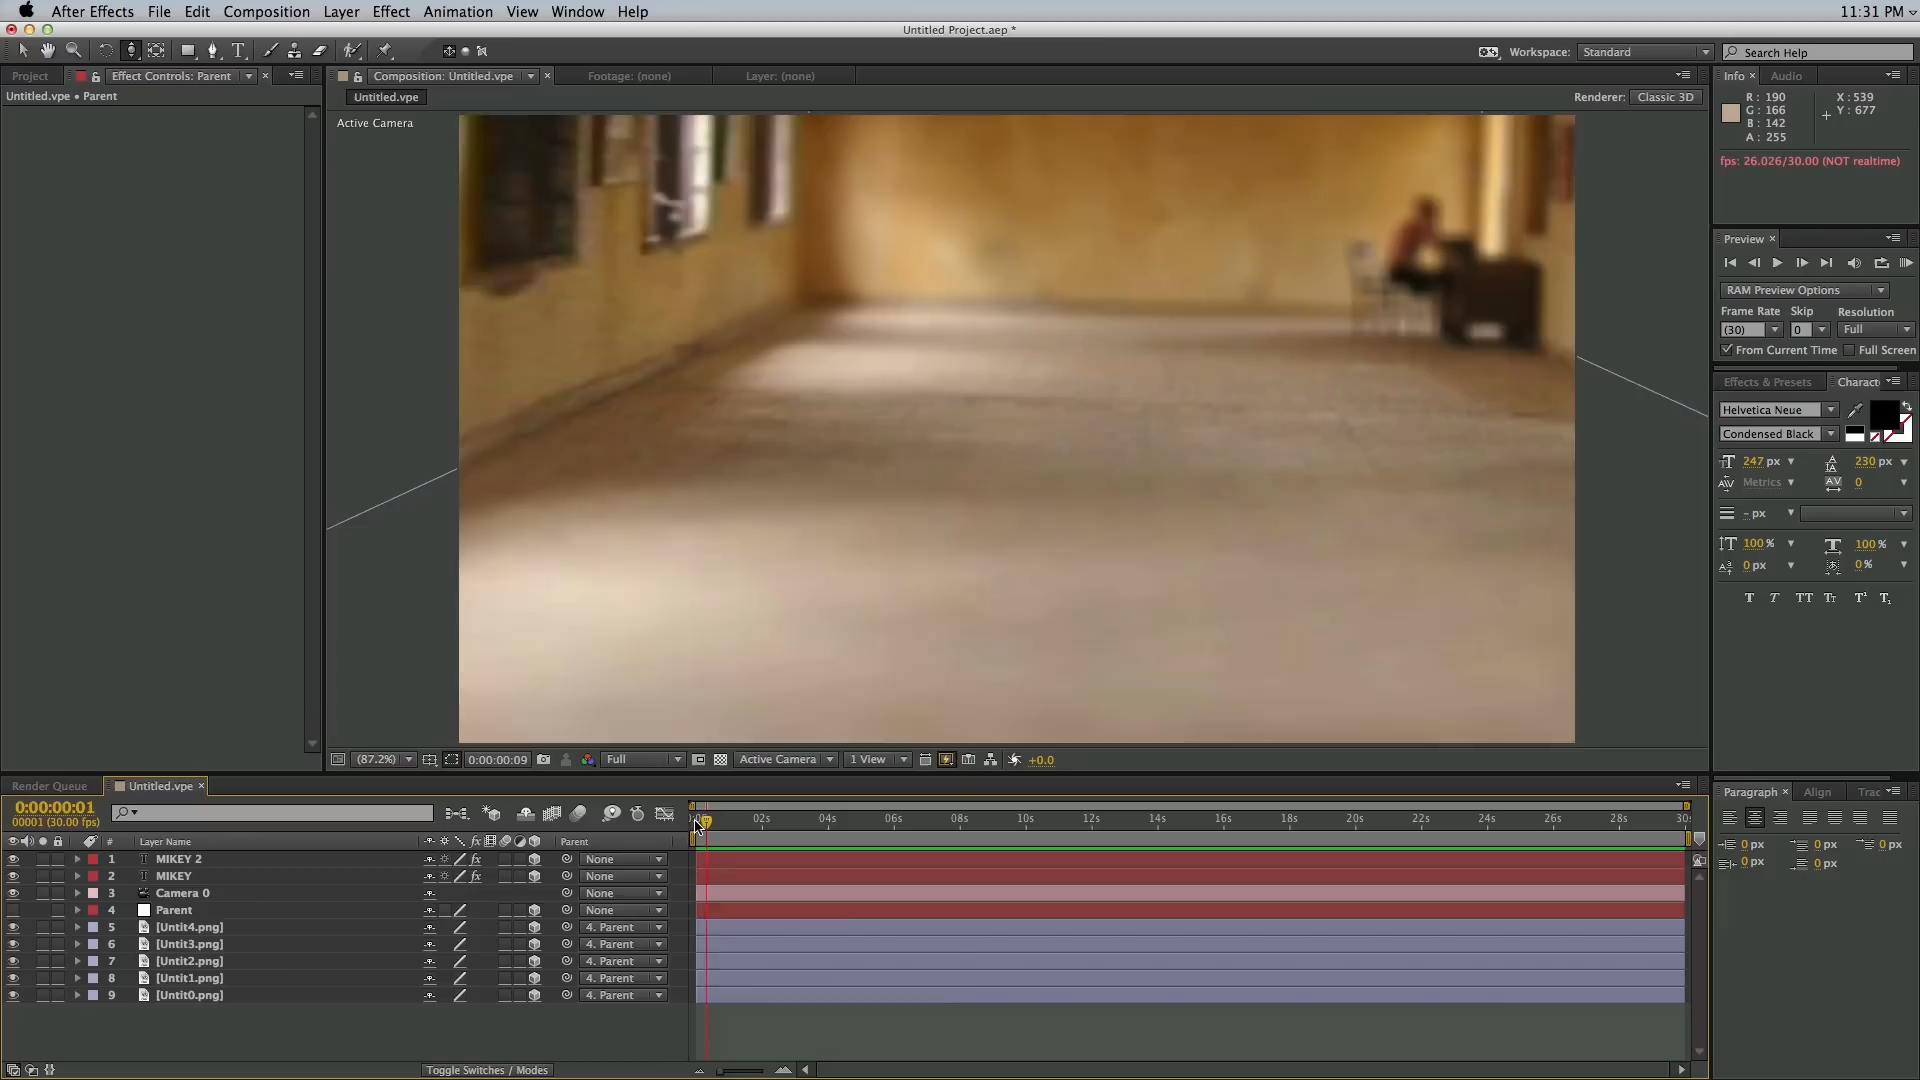 After Effects File Edit Composition Layer Effect Animation View Window Help 11:31 PM
Untitled Project.aep *
Workspace: Standard Search Help
Project Effect Controls: Parent Composition: Untitled.vpe Footage: (none) Layer: (none) Info Audio
Untitled.vpe • Parent Untitled.vpe Renderer: Classic 3D
Active Camera
R: 190 X: 539
G: 166 Y: 677
B: 142
A: 255
fps: 26.026/30.00 (NOT realtime)
Preview
RAM Preview Options
Frame Rate Skip Resolution
(30) 0 Full
From Current Time Full Screen
Effects & Presets Charact
Helvetica Neue
Condensed Black
247 px 230 px
Metrics 0
- px
100 % 100 %
0 px 0 %
T T TT Tt T¹ T₁
(87.2%) 0:00:00:09 Full Active Camera 1 View +0.0
Render Queue Untitled.vpe
0:00:00:01
00001 (30.00 fps)
02s 04s 06s 08s 10s 12s 14s 16s 18s 20s 22s 24s 26s 28s 30s
# Layer Name fx Parent
1 T MIKEY 2 fx None
2 T MIKEY fx None
3 Camera 0 None
4 Parent None
5 [Untit4.png] 4. Parent
6 [Untit3.png] 4. Parent
7 [Untit2.png] 4. Parent
8 [Untit1.png] 4. Parent
9 [Untit0.png] 4. Parent
Toggle Switches / Modes
Paragraph Align Trac
0 px 0 px 0 px
0 px 0 px